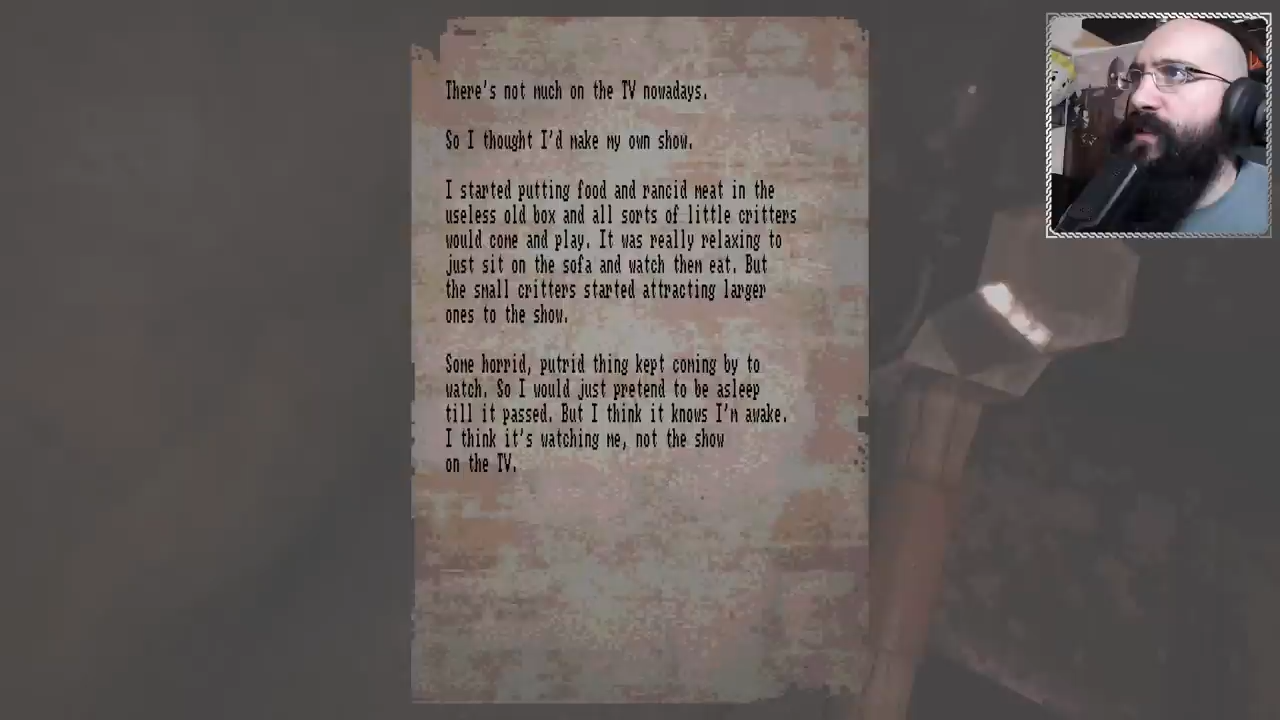 There's not much on the TV nowadays.
So I thought I'd make my own show.
I started putting food and rancid meat in the
useless old box and all sorts of little critters
would come and play. It was really relaxing to
just sit on the sofa and watch them eat. But
the small critters started attracting larger
ones to the show.
Some horrid, putrid thing kept coming by to
watch. So I would just pretend to be asleep
till it passed. But I think it knows I'm awake.
I think it's watching me, not the show
on the TV.